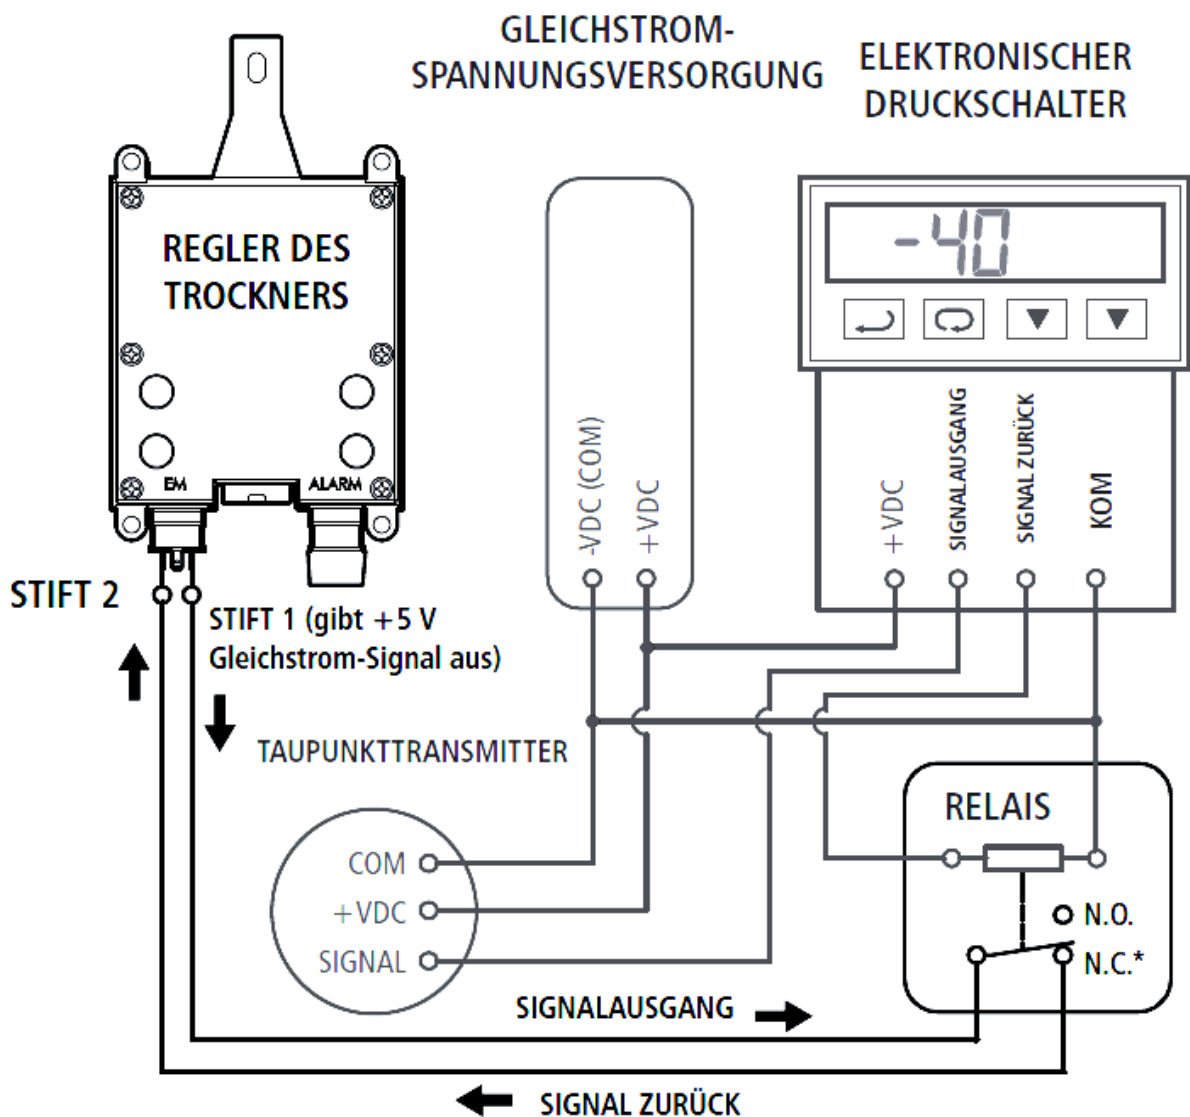 GLEICHSTROM-
SPANNUNGSVERSORGUNG
ELEKTRONISCHER
DRUCKSCHALTER
REGLER DES
TROCKNERS
-40
EM
ALARM
-VDC (COM)
+VDC
+VDC
SIGNALAUSGANG
SIGNAL ZURÜCK
KOM
STIFT 2
STIFT 1 (gibt +5 V
Gleichstrom-Signal aus)
TAUPUNKTTRANSMITTER
COM
+VDC
SIGNAL
RELAIS
N.O.
N.C.*
SIGNALAUSGANG
SIGNAL ZURÜCK